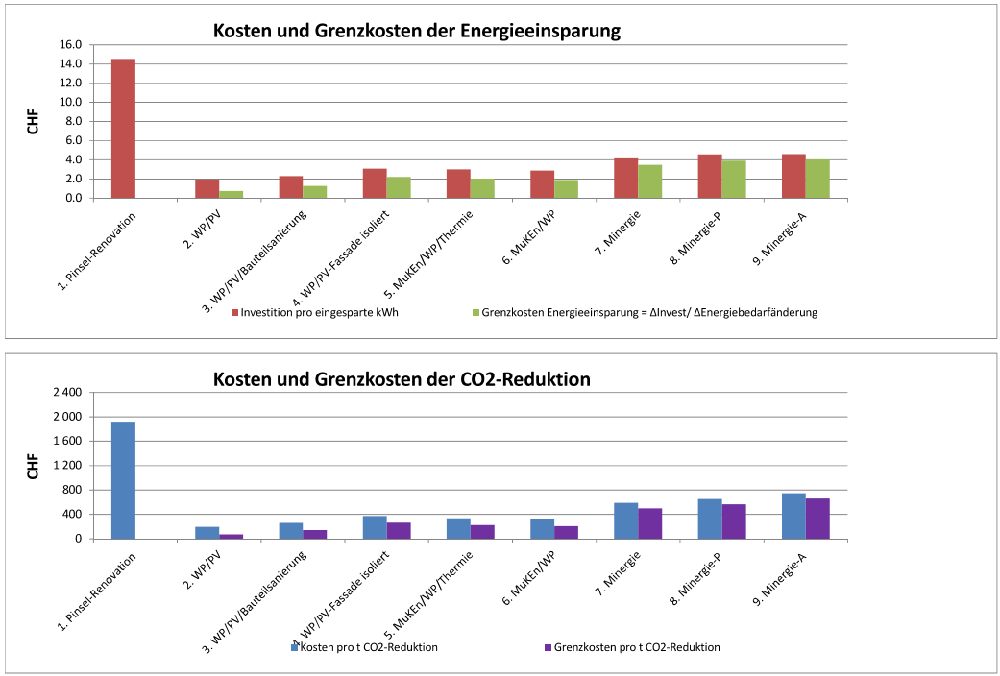 Kosten und Grenzkosten der Energieeinsparung
16.0
14.0
12.0
10.0
8.0
6.0
4.0
2.0
0.0
CHF
1. Pinsel-Renovation
2. WP/PV
3. WP/PV/Bauteilsanierung
4. WP/PV-Fassade isoliert
5. MuKEn/WP/Thermie
6. MuKEn/WP
7. Minergie
8. Minergie-P
9. Minergie-A
Investition pro eingesparte kWh
Grenzkosten Energieeinsparung = ΔInvest/ ΔEnergiebedarfänderung
Kosten und Grenzkosten der CO2-Reduktion
2 400
2 000
1 600
1 200
800
400
0
CHF
1. Pinsel-Renovation
2. WP/PV
3. WP/PV/Bauteilsanierung
4. WP/PV-Fassade isoliert
5. MuKEn/WP/Thermie
6. MuKEn/WP
7. Minergie
8. Minergie-P
9. Minergie-A
Kosten pro t CO2-Reduktion
Grenzkosten pro t CO2-Reduktion